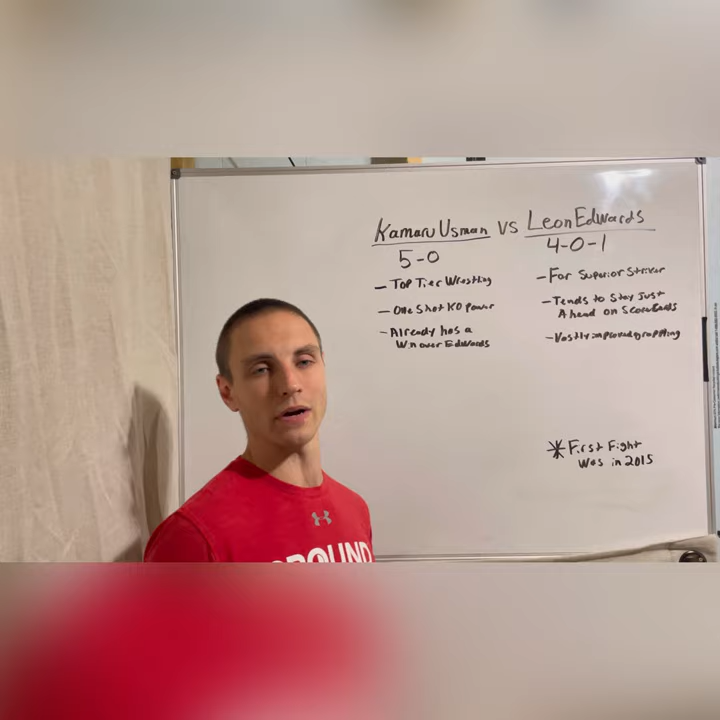 Kamaru Usman VS Leon Edwards
5-0
4-0-1
- Top Tier Wrestling
- One Shot KO Power
- Already has a
Win over Edwards
- Far Superior Striker
- Tends to Stay Just
Ahead on Scorecards
- Vastly improved grappling
* First Fight
Was in 2015
ROUND